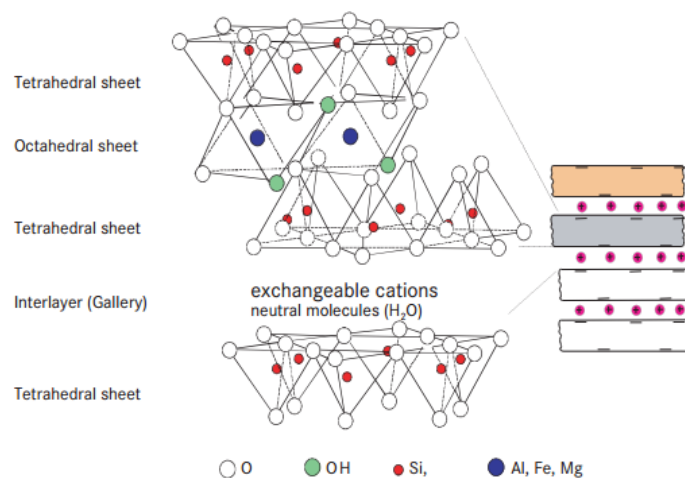 Tetrahedral sheet
Octahedral sheet
Tetrahedral sheet
Interlayer (Gallery)
exchangeable cations
neutral molecules (H₂O)
Tetrahedral sheet
O OH Si, Al, Fe, Mg